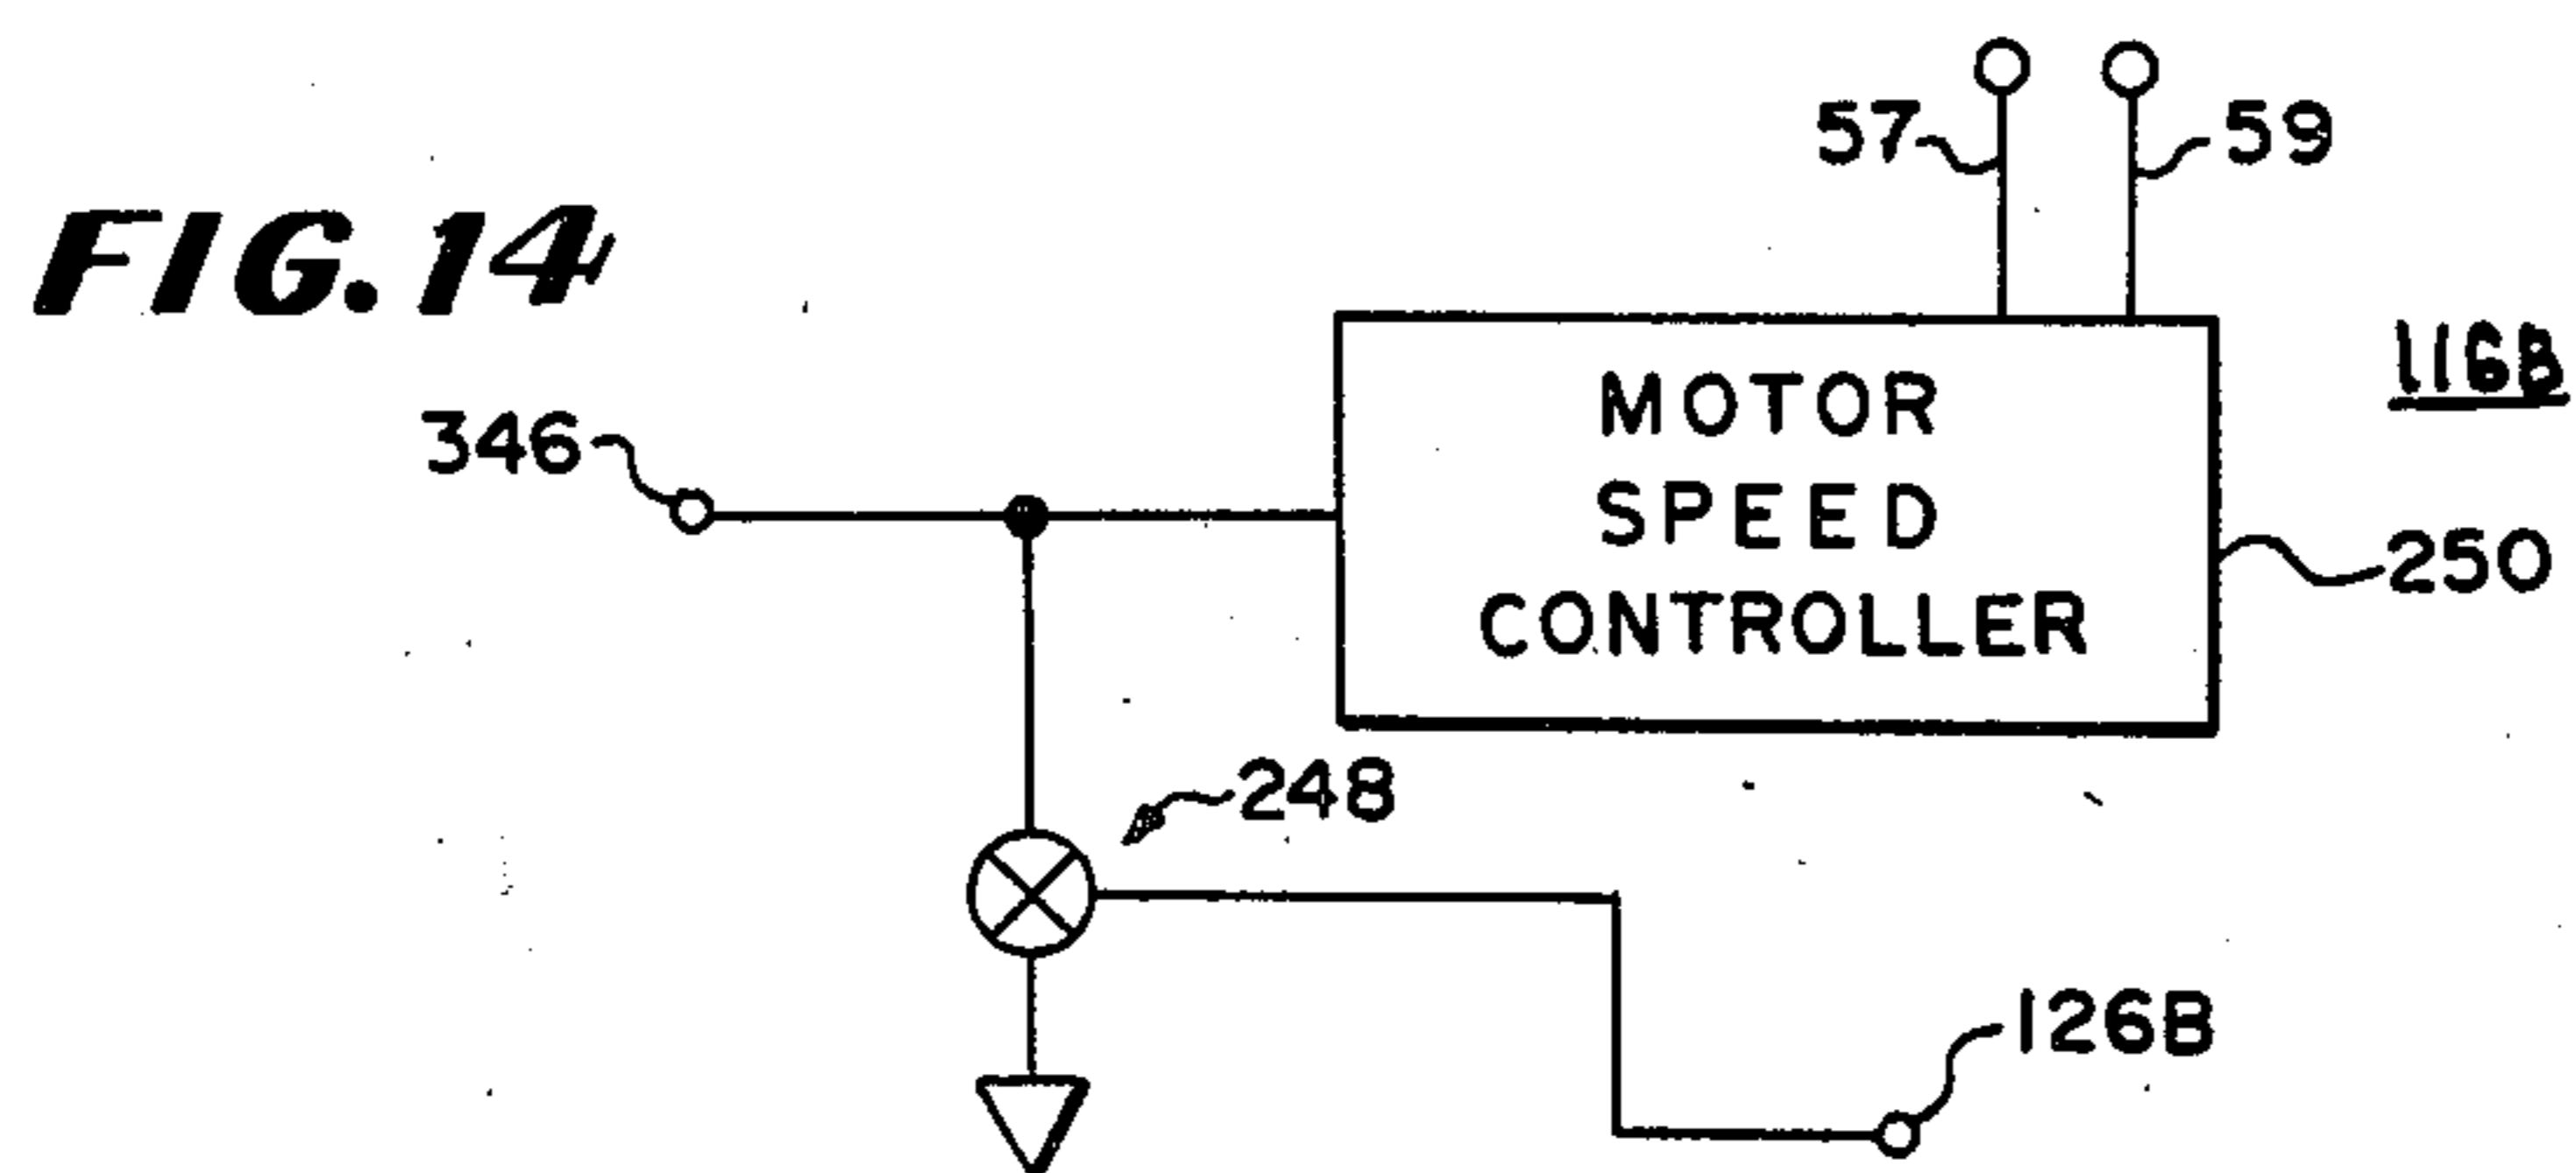 57 59
FIG. 14
116B
346
MOTOR
SPEED
CONTROLLER
250
248
126B